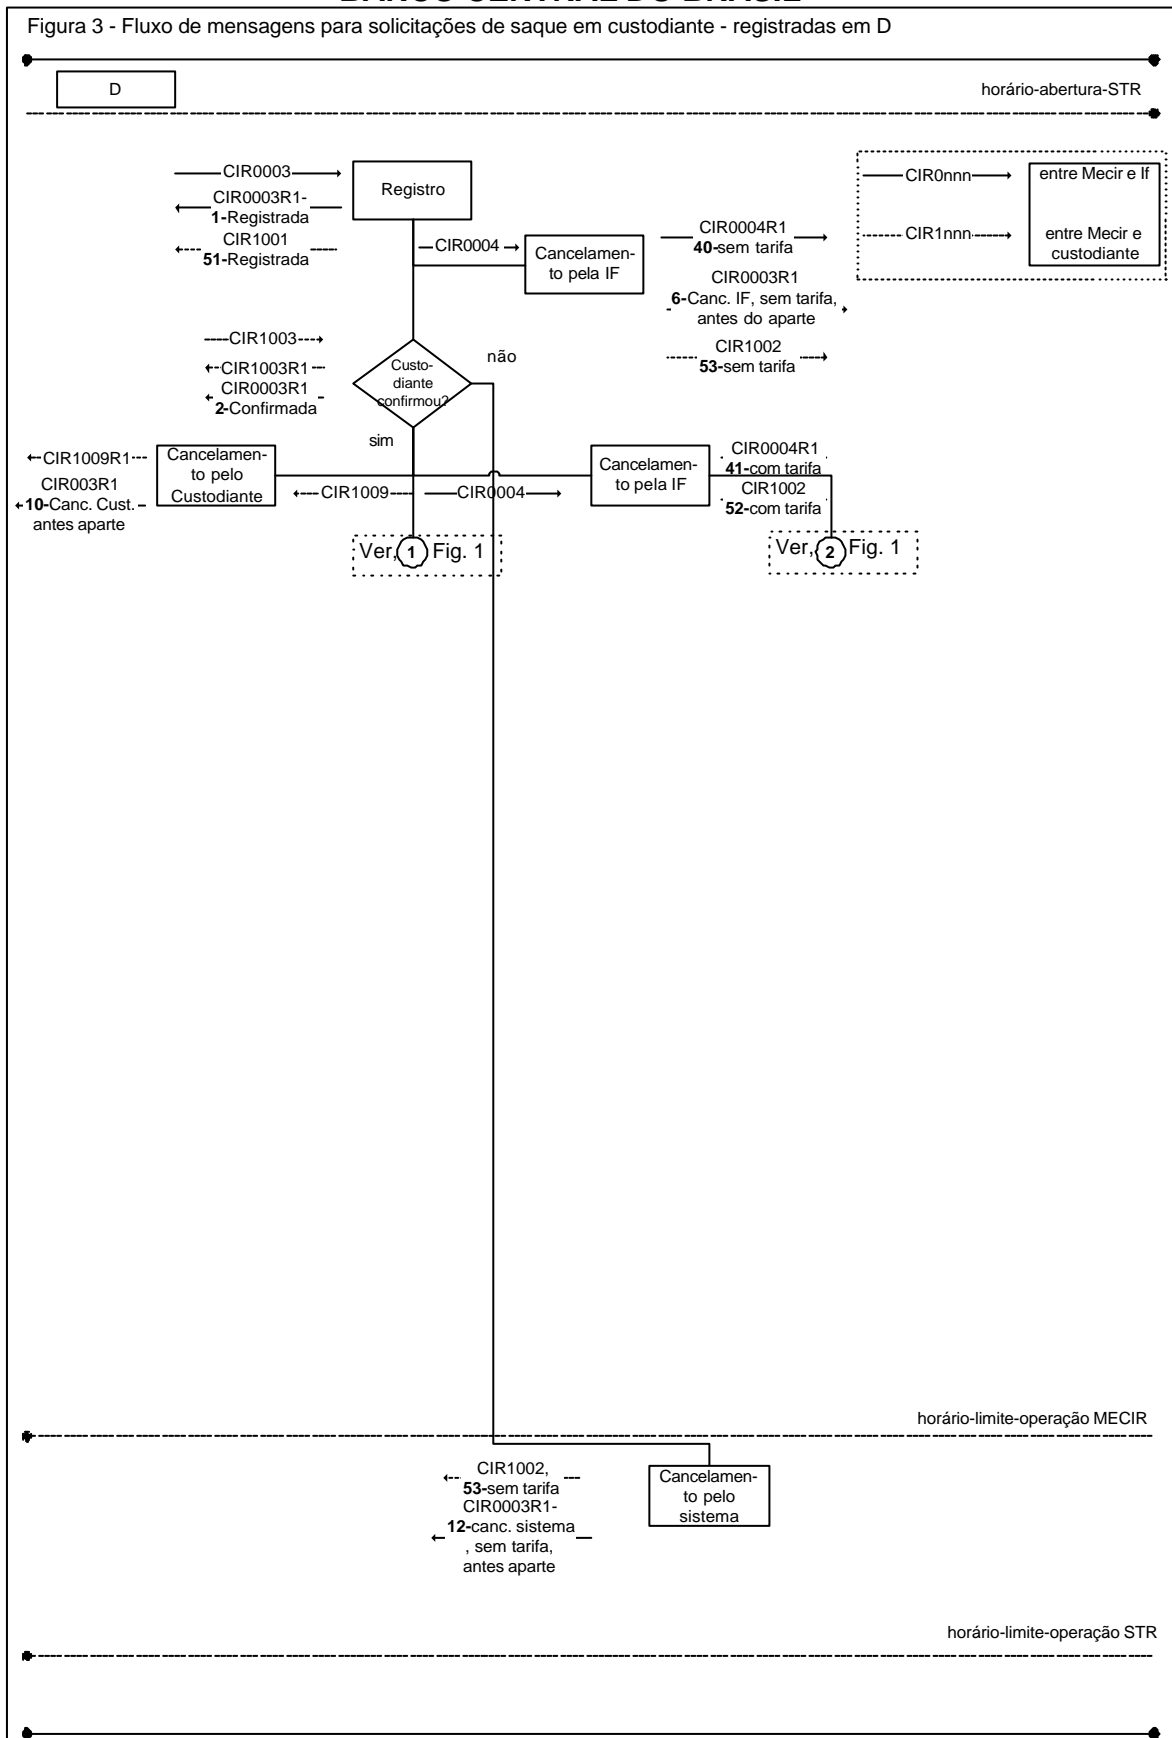 BANCO CENTRAL DO BRASIL
Figura 3 - Fluxo de mensagens para solicitações de saque em custodiante - registradas em D
D
horário-abertura-STR
CIR0003
Registro
CIR0003R1-
1-Registrada
CIR1001
51-Registrada
CIR0004
Cancelamen-
to pela IF
CIR0004R1
40-sem tarifa
CIR0003R1
6-Canc. IF, sem tarifa,
antes do aparte
CIR1002
53-sem tarifa
CIR0nnn
entre Mecir e If
CIR1nnn
entre Mecir e
custodiante
CIR1003
CIR1003R1
CIR0003R1
2-Confirmada
Custo-
diante
confirmou?
não
sim
CIR1009R1
CIR003R1
10-Canc. Cust.
antes aparte
Cancelamen-
to pelo
Custodiante
CIR1009
CIR0004
Cancelamen-
to pela IF
CIR0004R1
41-com tarifa
CIR1002
52-com tarifa
Ver, 1 Fig. 1
Ver, 2 Fig. 1
horário-limite-operação MECIR
CIR1002,
53-sem tarifa
CIR0003R1-
12-canc. sistema
, sem tarifa,
antes aparte
Cancelamen-
to pelo
sistema
horário-limite-operação STR